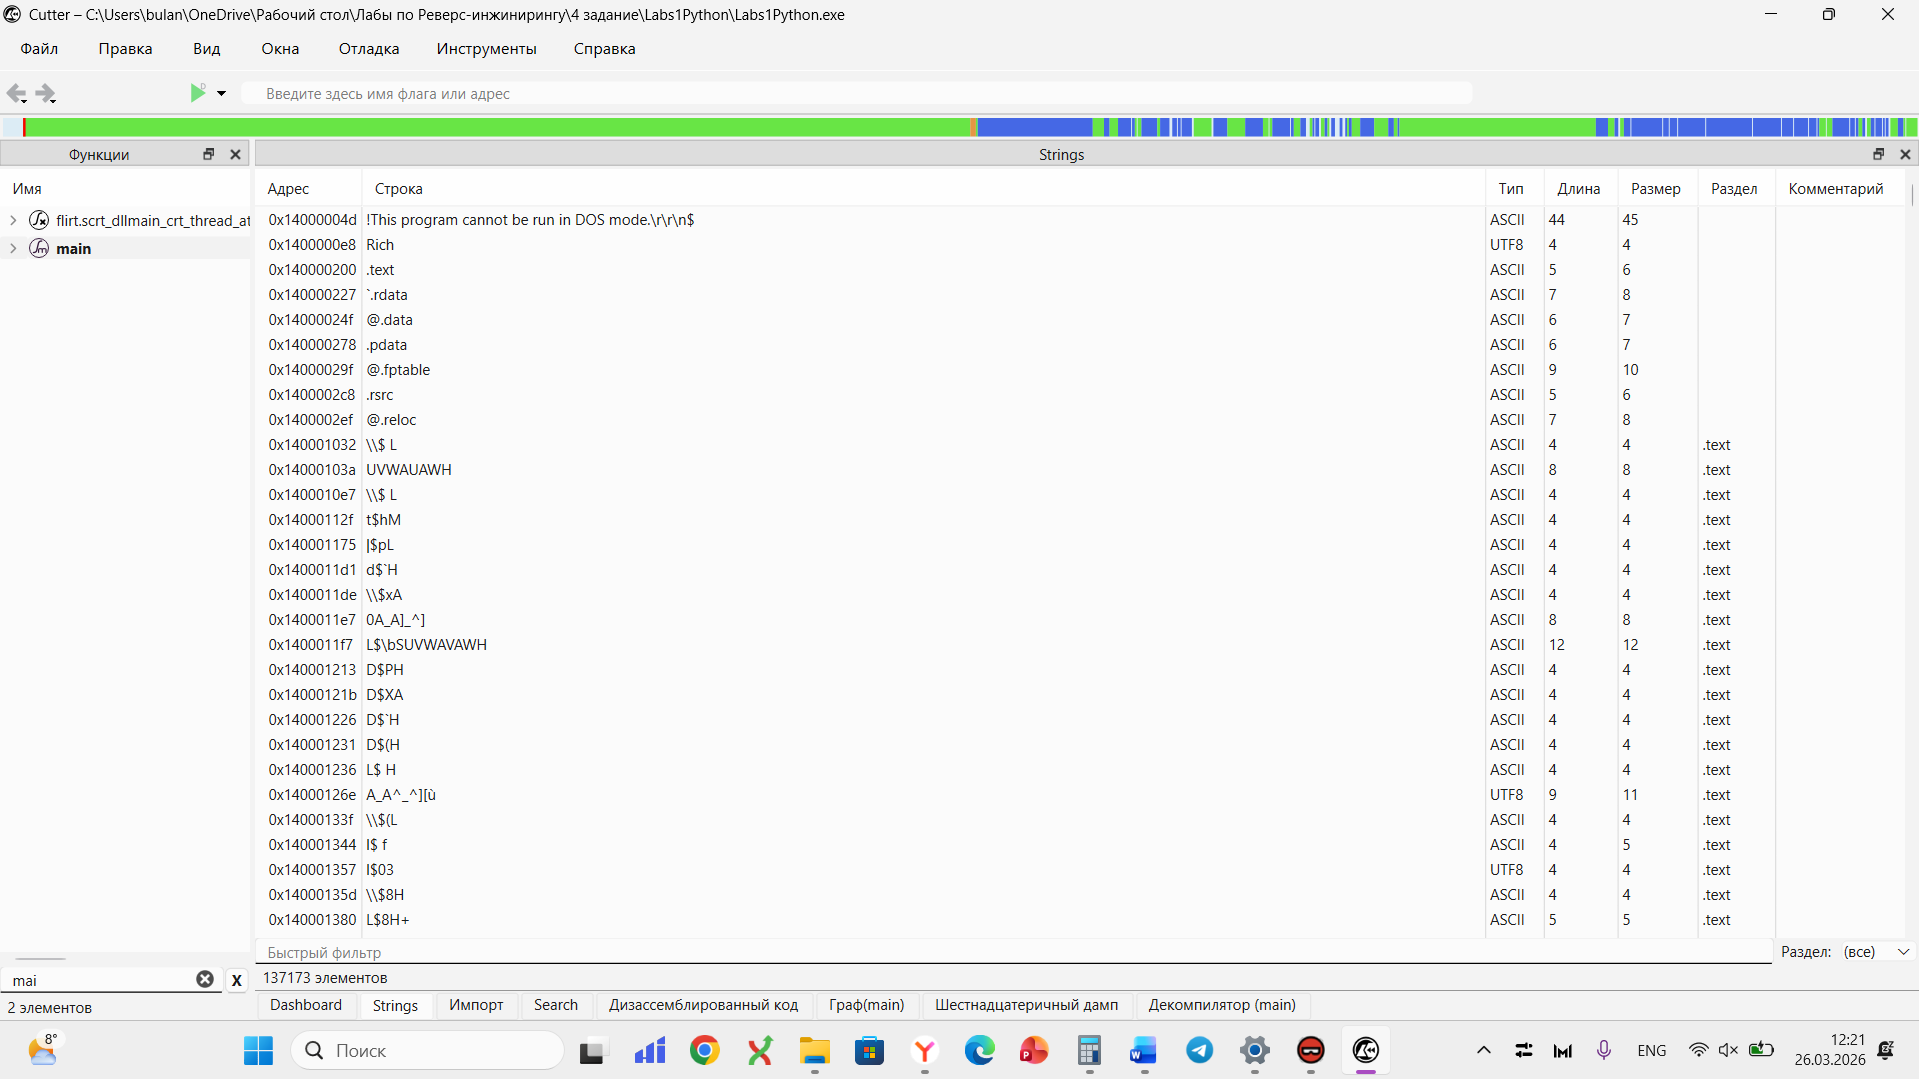 Cutter – C:\Users\bulan\OneDrive\Рабочий стол\Лабы по Реверс-инжинирингу\4 задание\Labs1Python\Labs1Python.exe
Файл Правка Вид Окна Отладка Инструменты Справка
Введите здесь имя флага или адрес
Функции
Strings
Имя
flirt.scrt_dllmain_crt_thread_at
main
Адрес Строка Тип Длина Размер Раздел Комментарий
0x14000004d !This program cannot be run in DOS mode.\r\r\n$ ASCII 44 45
0x1400000e8 Rich UTF8 4 4
0x140000200 .text ASCII 5 6
0x140000227 `.rdata ASCII 7 8
0x14000024f @.data ASCII 6 7
0x140000278 .pdata ASCII 6 7
0x14000029f @.fptable ASCII 9 10
0x1400002c8 .rsrc ASCII 5 6
0x1400002ef @.reloc ASCII 7 8
0x140001032 \\$ L ASCII 4 4 .text
0x14000103a UVWAUAWH ASCII 8 8 .text
0x1400010e7 \\$ L ASCII 4 4 .text
0x14000112f t$hM ASCII 4 4 .text
0x140001175 |$pL ASCII 4 4 .text
0x1400011d1 d$`H ASCII 4 4 .text
0x1400011de \\$xA ASCII 4 4 .text
0x1400011e7 0A_A]_^] ASCII 8 8 .text
0x1400011f7 L$\bSUVWAVAWH ASCII 12 12 .text
0x140001213 D$PH ASCII 4 4 .text
0x14000121b D$XA ASCII 4 4 .text
0x140001226 D$`H ASCII 4 4 .text
0x140001231 D$(H ASCII 4 4 .text
0x140001236 L$ H ASCII 4 4 .text
0x14000126e A_A^_^][ù UTF8 9 11 .text
0x14000133f \\$(L ASCII 4 4 .text
0x140001344 I$ f ASCII 4 5 .text
0x140001357 I$03 UTF8 4 4 .text
0x14000135d \\$8H ASCII 4 4 .text
0x140001380 L$8H+ ASCII 5 5 .text
Быстрый фильтр
Раздел: (все)
mai
X
137173 элементов
2 элементов
Dashboard Strings Импорт Search Дизассемблированный код Граф(main) Шестнадцатеричный дамп Декомпилятор (main)
8°
Поиск
ENG
12:21
26.03.2026